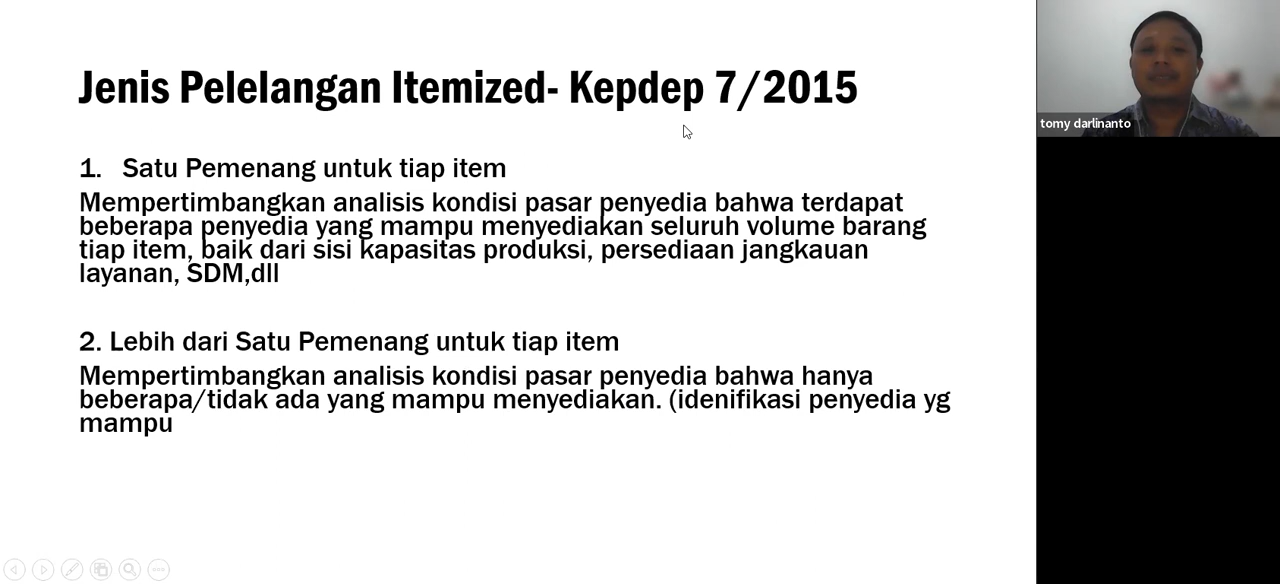 Jenis Pelelangan Itemized- Kepdep 7/2015
1. Satu Pemenang untuk tiap item
Mempertimbangkan analisis kondisi pasar penyedia bahwa terdapat
beberapa penyedia yang mampu menyediakan seluruh volume barang
tiap item, baik dari sisi kapasitas produksi, persediaan jangkauan
layanan, SDM,dll
2. Lebih dari Satu Pemenang untuk tiap item
Mempertimbangkan analisis kondisi pasar penyedia bahwa hanya
beberapa/tidak ada yang mampu menyediakan. (idenifikasi penyedia yg
mampu
tomy darlinanto